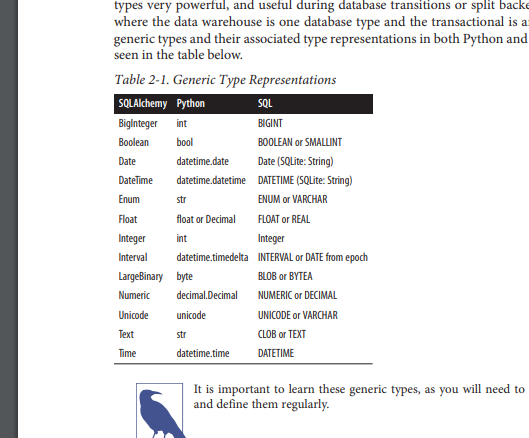 types very powerful, and useful during database transitions or split backe
where the data warehouse is one database type and the transactional is a
generic types and their associated type representations in both Python and
seen in the table below.
Table 2-1. Generic Type Representations
SQLAlchemy Python SQL
BigInteger int BIGINT
Boolean bool BOOLEAN or SMALLINT
Date datetime.date Date (SQLite: String)
DateTime datetime.datetime DATETIME (SQLite: String)
Enum str ENUM or VARCHAR
Float float or Decimal FLOAT or REAL
Integer int Integer
Interval datetime.timedelta INTERVAL or DATE from epoch
LargeBinary byte BLOB or BYTEA
Numeric decimal.Decimal NUMERIC or DECIMAL
Unicode unicode UNICODE or VARCHAR
Text str CLOB or TEXT
Time datetime.time DATETIME
It is important to learn these generic types, as you will need to
and define them regularly.